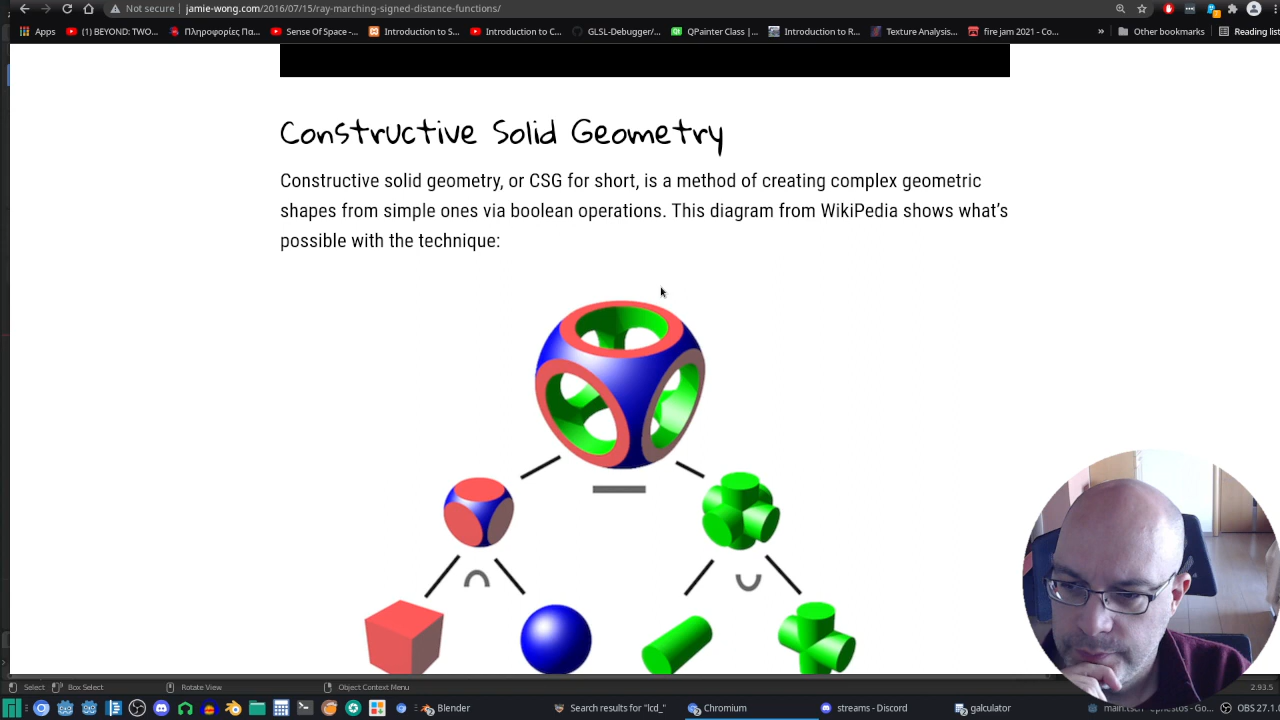 jamie-wong.com/2016/07/15/ray-marching-signed-distance-functions/
Not secure
Apps
(1) BEYOND: TWO...
Πληροφορίες Πα...
Sense Of Space -...
Introduction to S...
Introduction to C...
GLSL-Debugger/...
QPainter Class |...
Introduction to R...
Texture Analysis...
fire jam 2021 - Co...
»
Other bookmarks
Reading list
Constructive Solid Geometry
Constructive solid geometry, or CSG for short, is a method of creating complex geometric
shapes from simple ones via boolean operations. This diagram from WikiPedia shows what's
possible with the technique:
Select
Box Select
Rotate View
Object Context Menu
2.93.5
Blender
Search results for "lcd_"
Chromium
streams — Discord
galculator
OBS 27.1.